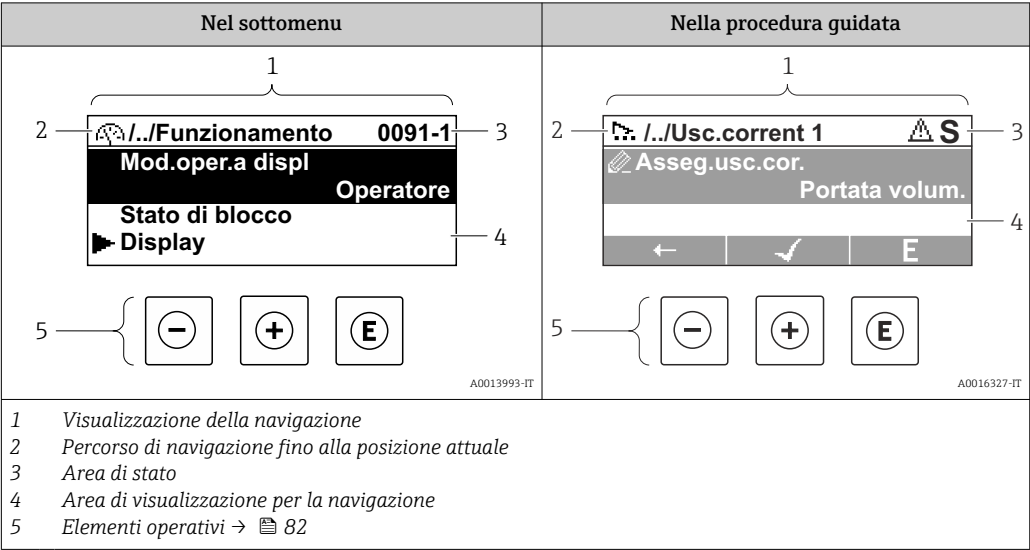 Nel sottomenu
Nella procedura guidata
1
2
/../Funzionamento 0091-1
3
Mod.oper.a displ
Operatore
Stato di blocco
Display
4
5
E
A0013993-IT
1
2
/../Usc.corrent 1 S
3
Asseg.usc.cor.
Portata volum.
4
E
5
E
A0016327-IT
1 Visualizzazione della navigazione
2 Percorso di navigazione fino alla posizione attuale
3 Area di stato
4 Area di visualizzazione per la navigazione
5 Elementi operativi → 82